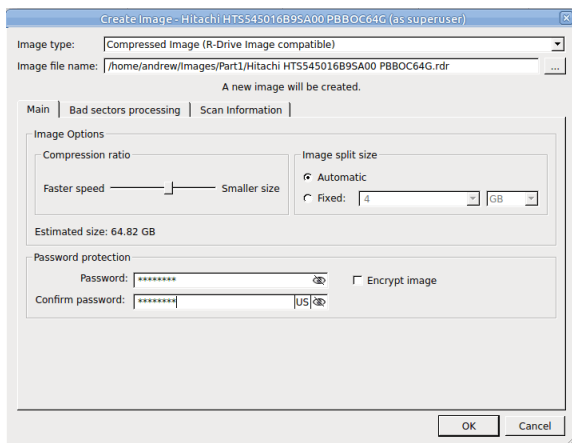 Create Image - Hitachi HTS545016B9SA00 PBBOC64G (as superuser)
Image type: Compressed Image (R-Drive Image compatible)
Image file name: /home/andrew/Images/Part1/Hitachi HTS545016B9SA00 PBBOC64G.rdr ...
A new image will be created.
Main Bad sectors processing Scan Information
Image Options
Compression ratio Image split size
Automatic
Faster speed Smaller size
Fixed: 4 GB
Estimated size: 64.82 GB
Password protection
Password: ******** Encrypt image
Confirm password: ******** US
OK Cancel